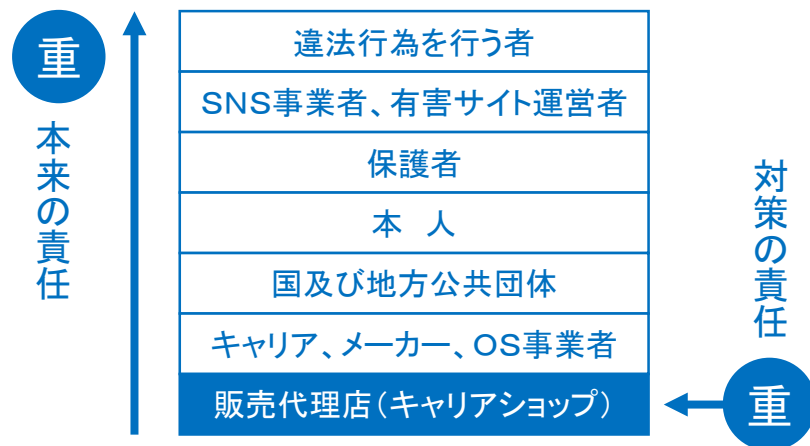 重
本来の責任
違法行為を行う者
SNS事業者、有害サイト運営者
保護者
本　人
国及び地方公共団体
キャリア、メーカー、OS事業者
販売代理店（キャリアショップ）
対策の責任
重